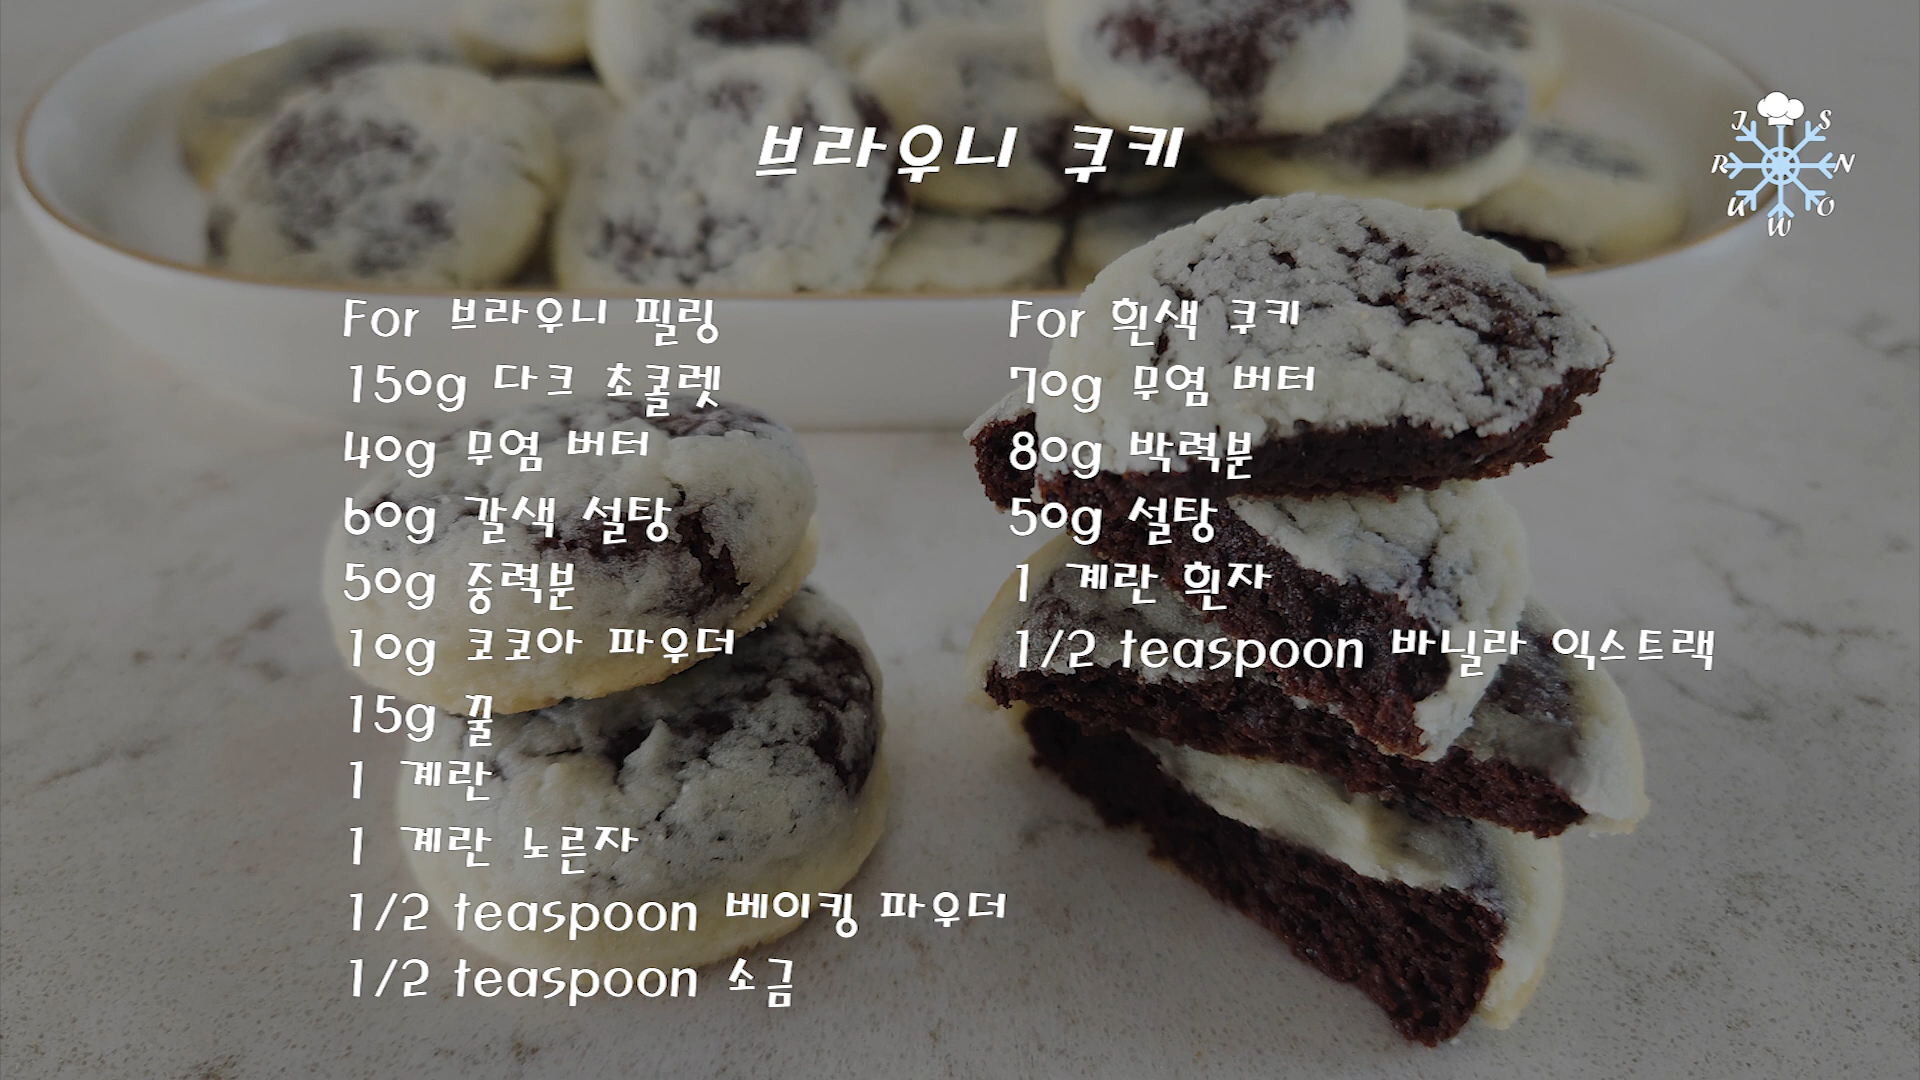 브라우니 쿠키
For 브라우니 필링
150g 다크 초콜렛
40g 무염 버터
60g 갈색 설탕
50g 중력분
10g 코코아 파우더
15g 꿀
1 계란
1 계란 노른자
1/2 teaspoon 베이킹 파우더
1/2 teaspoon 소금
For 흰색 쿠키
70g 무염 버터
80g 박력분
50g 설탕
1 계란 흰자
1/2 teaspoon 바닐라 익스트랙
J S
R N
U O
W